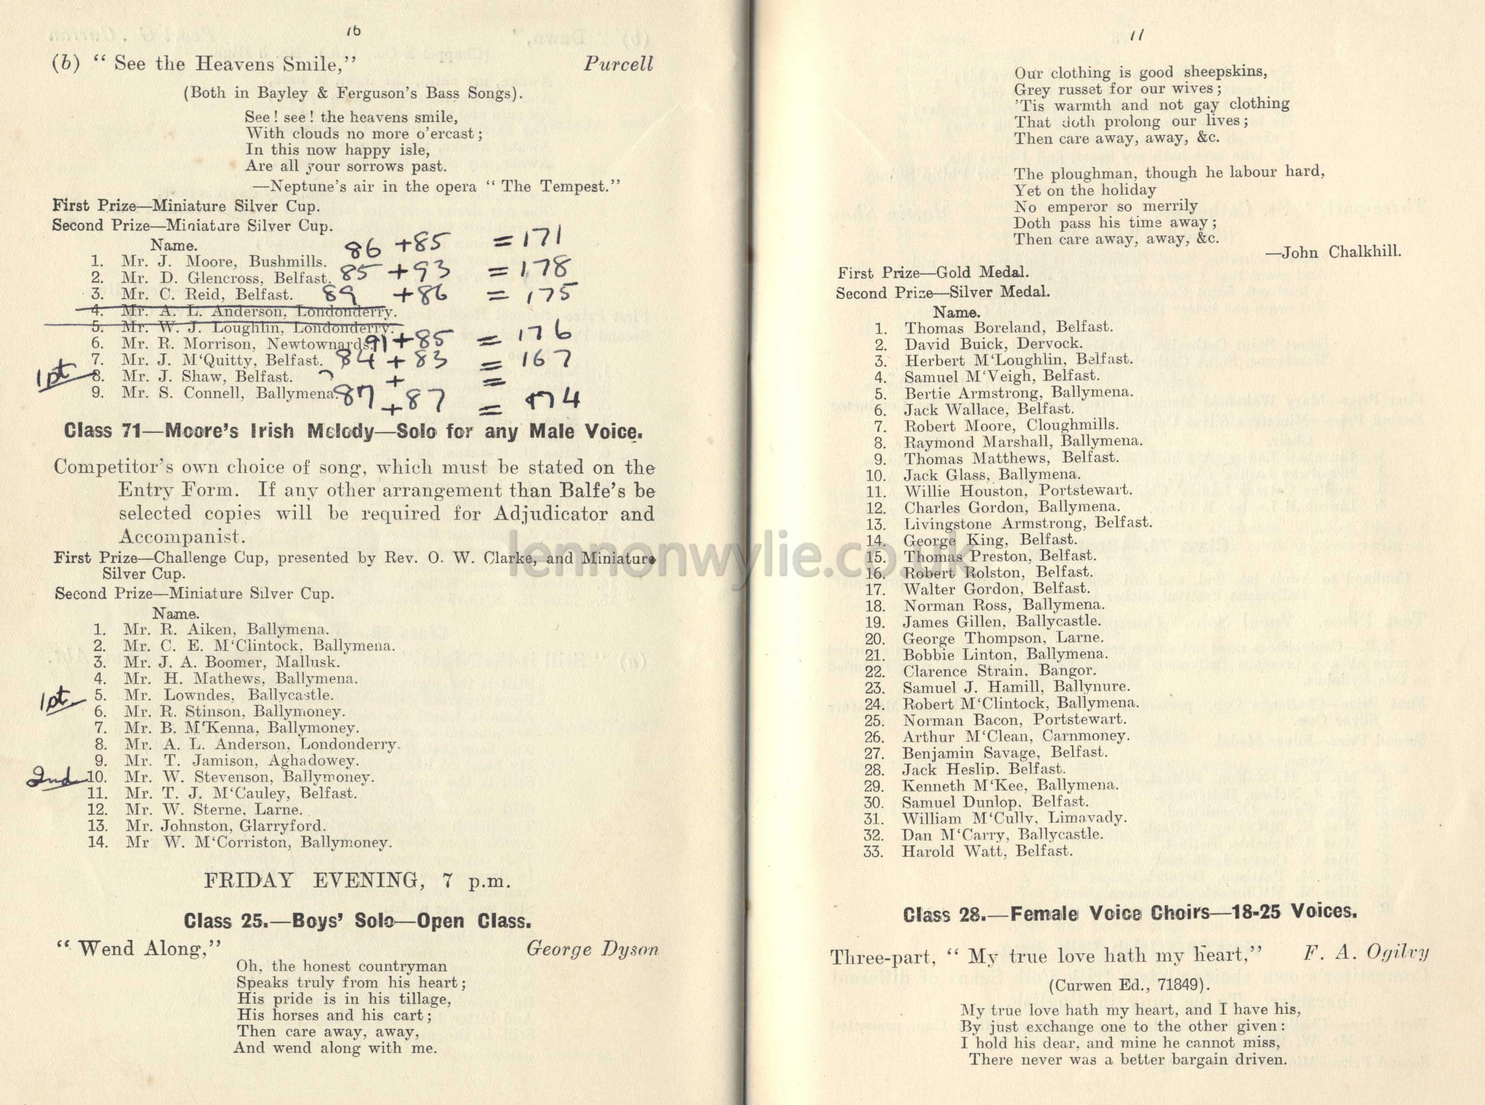 16
(b) “ See the Heavens Smile,” Purcell
(Both in Bayley & Ferguson's Bass Songs).
See ! see ! the heavens smile,
With clouds no more o'ercast ;
In this now happy isle,
Are all your sorrows past.
—Neptune's air in the opera “ The Tempest.”
First Prize—Miniature Silver Cup.
Second Prize—Miniature Silver Cup.
Name.
1. Mr. J. Moore, Bushmills. 86 +85 = 171
2. Mr. D. Glencross, Belfast. 85 + 93 = 178
3. Mr. C. Reid, Belfast. 89 +86 = 175
4. Mr. A. L. Anderson, Londonderry.
5. Mr. W. J. Loughlin, Londonderry.
6. Mr. R. Morrison, Newtownards. 91 + 85 = 176
7. Mr. J. M'Quitty, Belfast. 84 + 83 = 167
1pt 8. Mr. J. Shaw, Belfast. + =
9. Mr. S. Connell, Ballymena. 87 + 87 = 174
Class 71—Moore's Irish Melody—Solo for any Male Voice.
Competitor's own choice of song, which must be stated on the
Entry Form. If any other arrangement than Balfe's be
selected copies will be required for Adjudicator and
Accompanist.
First Prize—Challenge Cup, presented by Rev. O. W. Clarke, and Miniature
Silver Cup.
Second Prize—Miniature Silver Cup.
Name.
1. Mr. R. Aiken, Ballymena.
2. Mr. C. E. M'Clintock, Ballymena.
3. Mr. J. A. Boomer, Mallusk.
4. Mr. H. Mathews, Ballymena.
1pt 5. Mr. Lowndes, Ballycastle.
6. Mr. R. Stinson, Ballymoney.
7. Mr. B. M'Kenna, Ballymoney.
8. Mr. A. L. Anderson, Londonderry.
9. Mr. T. Jamison, Aghadowey.
2nd 10. Mr. W. Stevenson, Ballymoney.
11. Mr. T. J. M'Cauley, Belfast.
12. Mr. W. Sterne, Larne.
13. Mr. Johnston, Glarryford.
14. Mr W. M'Corriston, Ballymoney.
FRIDAY EVENING, 7 p.m.
Class 25.—Boys' Solo—Open Class.
“ Wend Along,” George Dyson
Oh, the honest countryman
Speaks truly from his heart ;
His pride is in his tillage,
His horses and his cart ;
Then care away, away,
And wend along with me.
11
Our clothing is good sheepskins,
Grey russet for our wives ;
'Tis warmth and not gay clothing
That doth prolong our lives ;
Then care away, away, &c.
The ploughman, though he labour hard,
Yet on the holiday
No emperor so merrily
Doth pass his time away ;
Then care away, away, &c.
—John Chalkhill.
First Prize—Gold Medal.
Second Prize—Silver Medal.
Name.
1. Thomas Boreland, Belfast.
2. David Buick, Dervock.
3. Herbert M'Loughlin, Belfast.
4. Samuel M'Veigh, Belfast.
5. Bertie Armstrong, Ballymena.
6. Jack Wallace, Belfast.
7. Robert Moore, Cloughmills.
8. Raymond Marshall, Ballymena.
9. Thomas Matthews, Belfast.
10. Jack Glass, Ballymena.
11. Willie Houston, Portstewart.
12. Charles Gordon, Ballymena.
13. Livingstone Armstrong, Belfast.
14. George King, Belfast.
15. Thomas Preston, Belfast.
16. Robert Rolston, Belfast.
17. Walter Gordon, Belfast.
18. Norman Ross, Ballymena.
19. James Gillen, Ballycastle.
20. George Thompson, Larne.
21. Bobbie Linton, Ballymena.
22. Clarence Strain, Bangor.
23. Samuel J. Hamill, Ballynure.
24. Robert M'Clintock, Ballymena.
25. Norman Bacon, Portstewart.
26. Arthur M'Clean, Carnmoney.
27. Benjamin Savage, Belfast.
28. Jack Heslip. Belfast.
29. Kenneth M'Kee, Ballymena.
30. Samuel Dunlop, Belfast.
31. William M'Cully, Limavady.
32. Dan M'Carry, Ballycastle.
33. Harold Watt, Belfast.
Class 28.—Female Voice Choirs—18-25 Voices.
Three-part, “ My true love hath my heart,” F. A. Ogilvy
(Curwen Ed., 71849).
My true love hath my heart, and I have his,
By just exchange one to the other given :
I hold his dear, and mine he cannot miss,
There never was a better bargain driven.
lennonwylie.co.uk